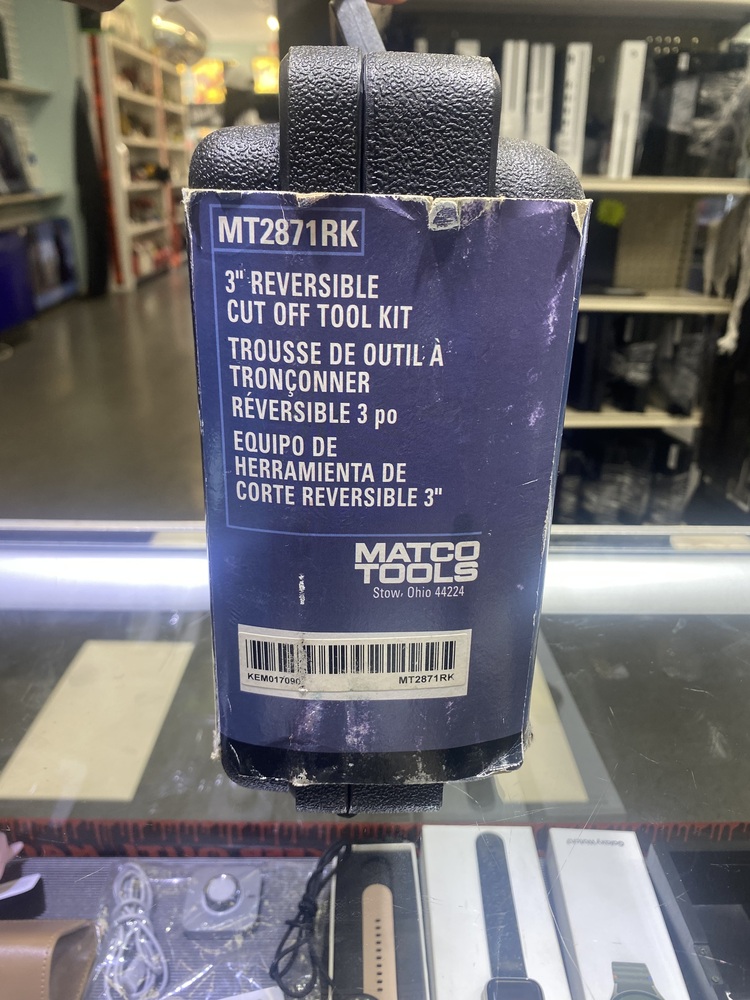 MT2871RK
3" REVERSIBLE
CUT OFF TOOL KIT
TROUSSE DE OUTIL À
TRONÇONNER
RÉVERSIBLE 3 po
EQUIPO DE
HERRAMIENTA DE
CORTE REVERSIBLE 3"
MATCO
TOOLS
Stow, Ohio 44224
KEM017090 MT2871RK